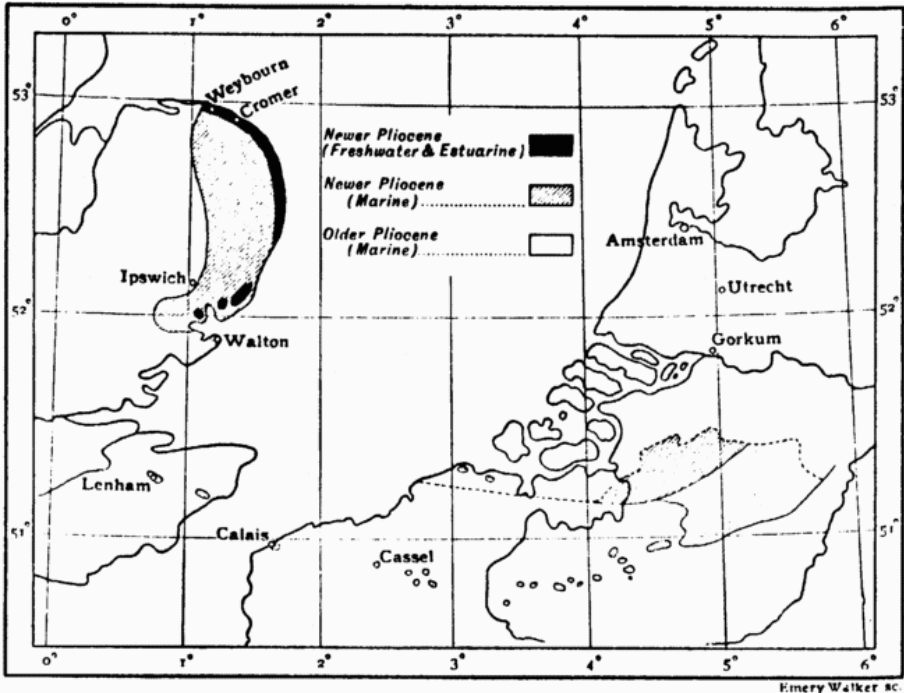 0° 1° 2° 3° 4° 5° 6°
53° 53°
Weybourn
Cromer
Newer Pliocene
(Freshwater & Estuarine)
Newer Pliocene
(Marine)
Older Pliocene
(Marine)
Amsterdam
Ipswich
Utrecht
52° 52°
Walton
Gorkum
Lenham
51° 51°
Calais
Cassel
0° 1° 2° 3° 4° 5° 6°
Emery Walker sc.